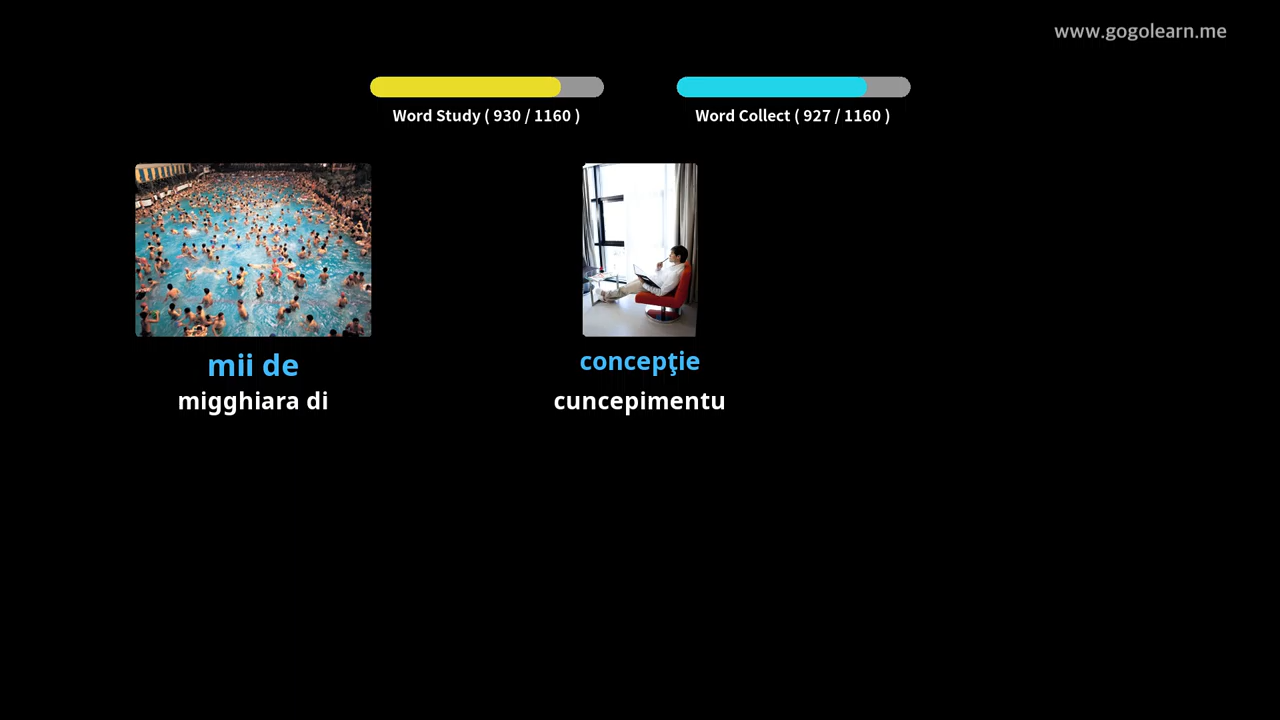 www.gogolearn.me
Word Study ( 930 / 1160 )
Word Collect ( 927 / 1160 )
mii de
migghiara di
concepţie
cuncepimentu